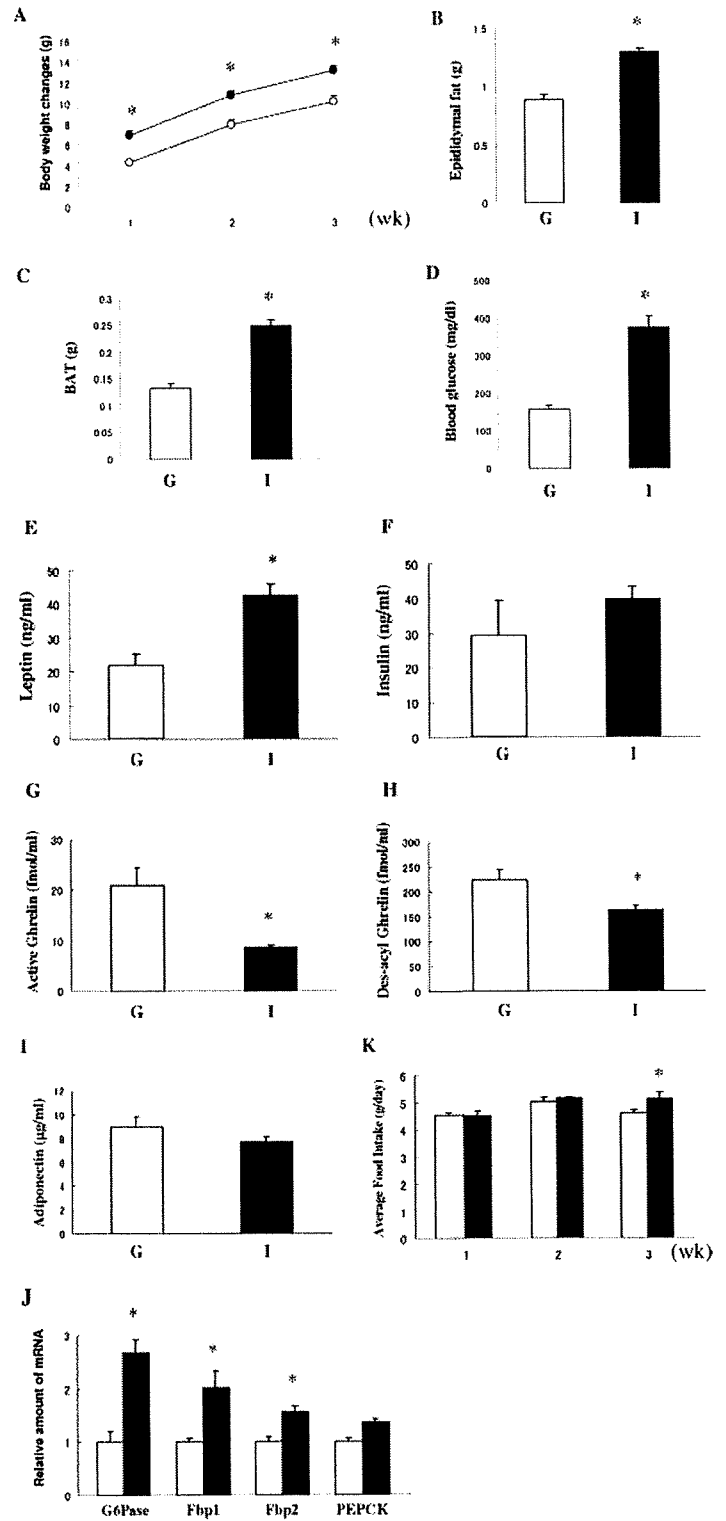 A
Body weight changes (g)
16
14
12
10
8
6
4
2
0
*
*
*
1
2
3
(wk)
B
Epididymal fat (g)
1.5
1
0.5
0
*
G
I
C
BAT (g)
0.3
0.25
0.2
0.15
0.1
0.05
0
*
G
I
D
Blood glucose (mg/dl)
500
400
300
200
100
0
*
G
I
E
Leptin (ng/ml)
50
40
30
20
10
0
*
G
I
F
Insulin (ng/ml)
50
40
30
20
10
0
G
I
G
Active Ghrelin (fmol/ml)
30
20
10
0
*
G
I
H
Des-acyl Ghrelin (fmol/ml)
300
250
200
150
100
50
0
*
G
I
I
Adiponectin (µg/ml)
12
10
8
6
4
2
0
G
I
K
Average Food Intake (g/day)
6
5
4
3
2
1
0
*
1
2
3
(wk)
J
Relative amount of mRNA
3
2
1
0
*
*
*
G6Pase
Fbp1
Fbp2
PEPCK